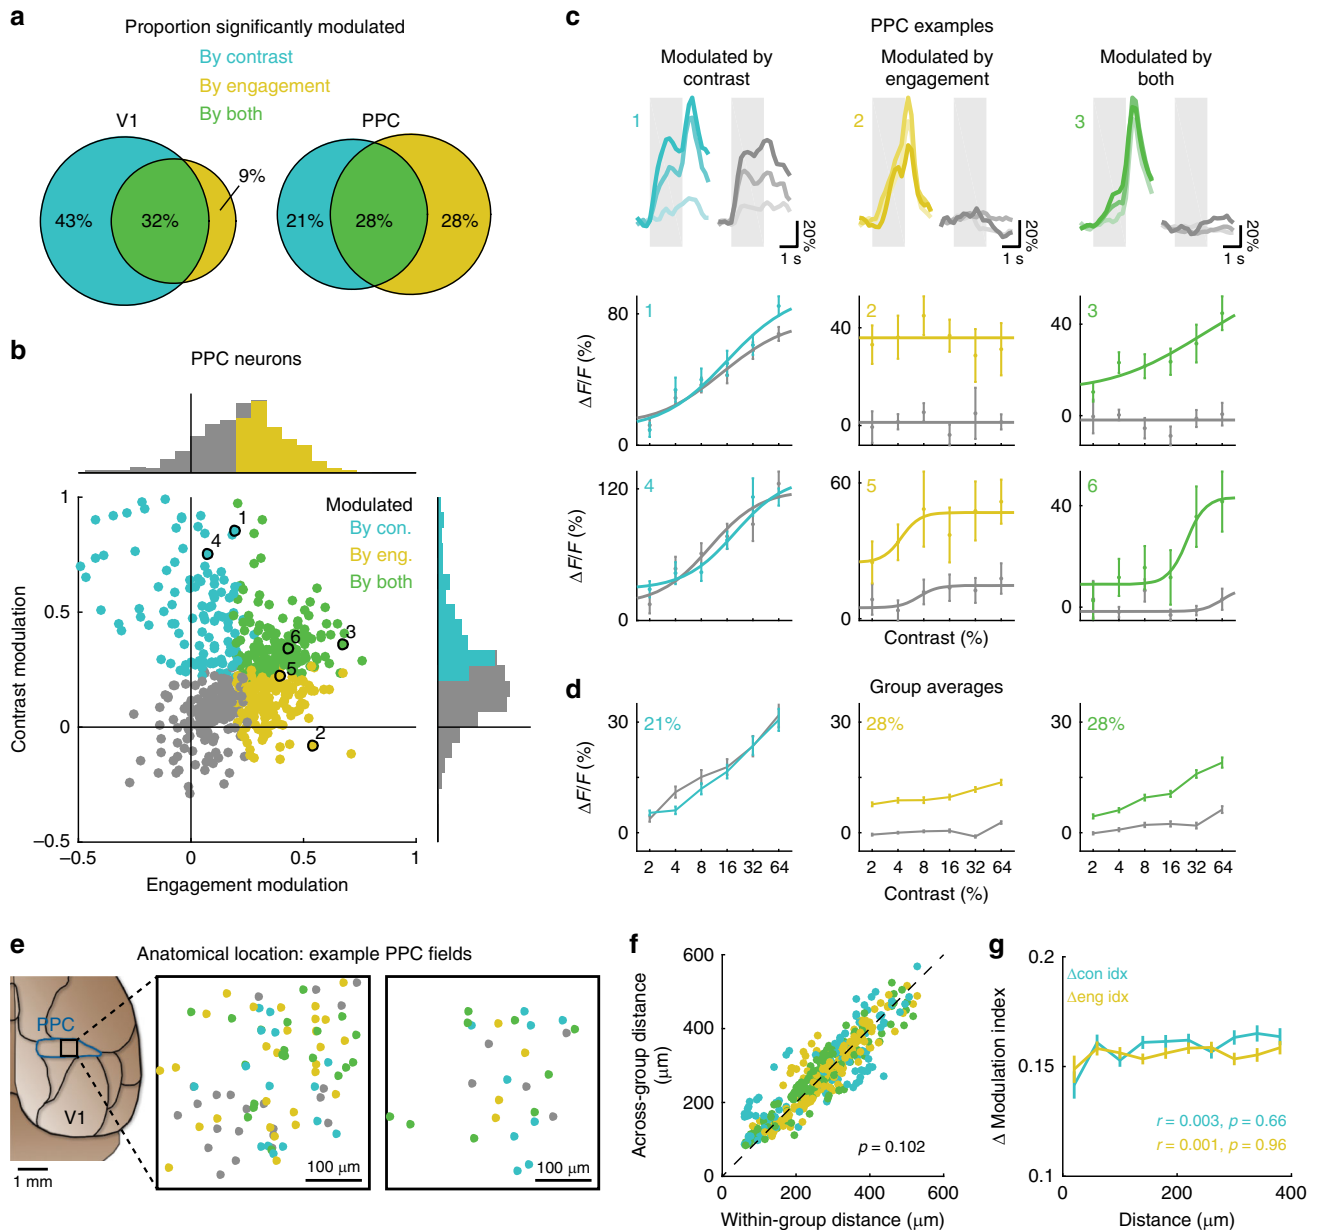 a
Proportion significantly modulated
By contrast
By engagement
By both
V1
PPC
43%
32%
9%
21%
28%
28%
b
PPC neurons
Modulated
By con.
By eng.
By both
1
4
6
3
5
2
1
0.5
0
–0.5
–0.5
0
0.5
1
Contrast modulation
Engagement modulation
c
PPC examples
Modulated by
contrast
Modulated by
engagement
Modulated by
both
1
2
3
20%
1 s
20%
1 s
20%
1 s
80
0
ΔF/F (%)
1
40
0
2
40
0
3
120
0
ΔF/F (%)
4
60
0
5
40
0
6
Contrast (%)
d
Group averages
30
0
ΔF/F (%)
21%
30
0
28%
30
0
28%
2 4 8 16 32 64
2 4 8 16 32 64
2 4 8 16 32 64
Contrast (%)
e
Anatomical location: example PPC fields
PPC
V1
1 mm
100 μm
100 μm
f
600
400
200
0
Across-group distance
(μm)
p = 0.102
0
200
400
600
Within-group distance (μm)
g
0.2
0.15
0.1
Δ Modulation index
Δcon idx
Δeng idx
r = 0.003, p = 0.66
r = 0.001, p = 0.96
0
200
400
Distance (μm)